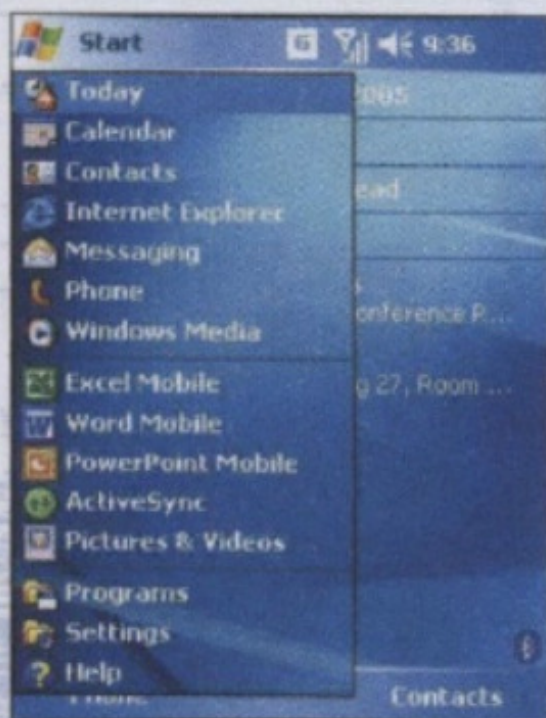 Start G 9:36
Today
2005
Calendar
Contacts
ead
Internet Explorer
Messaging
Phone
onference R...
Windows Media
Excel Mobile
g 27, Room ...
Word Mobile
PowerPoint Mobile
ActiveSync
Pictures & Videos
Programs
Settings
? Help
Phone Contacts